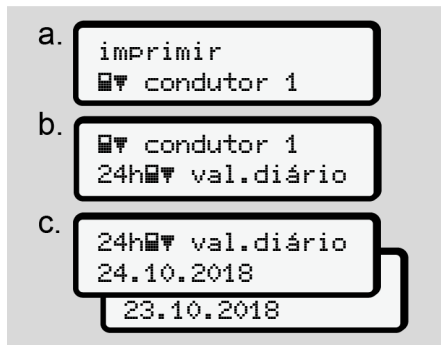 a.
imprimir
condutor 1
b.
condutor 1
24h val.diário
c.
24h val.diário
24.10.2018
23.10.2018